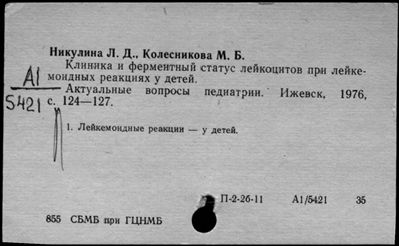 Никулина Л. Д., Колесникова М. Б.
Клиника и ферментный статус лейкоцитов при лейке-
моидных реакциях у детей.
А1
5421
Актуальные вопросы педиатрии. Ижевск, 1976,
с. 124—127.
1. Лейкемоидные реакции — у детей.
П-2-26-11 А1/5421 35
855 СБМБ при ГЦНМБ